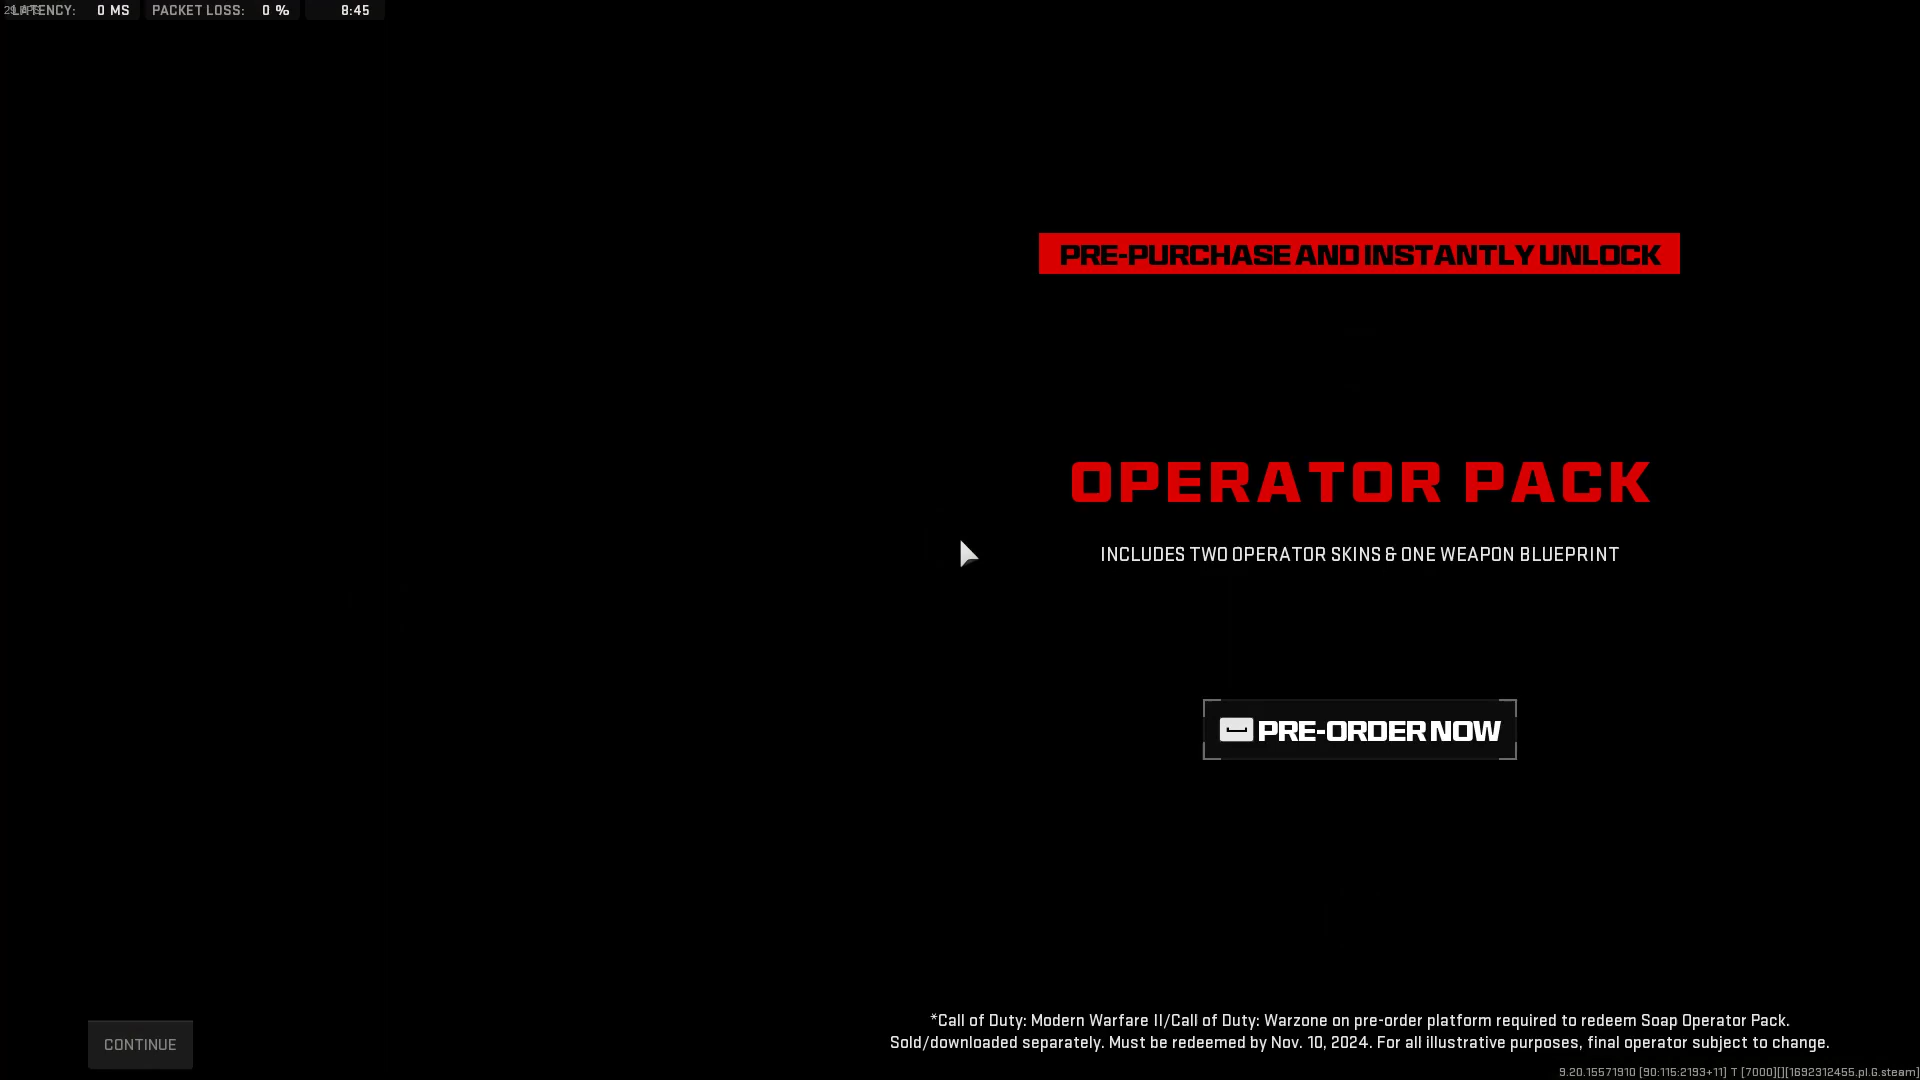 LATENCY: 0 MS PACKET LOSS: 0 % 8:45
PRE-PURCHASE AND INSTANTLY UNLOCK
OPERATOR PACK
INCLUDES TWO OPERATOR SKINS & ONE WEAPON BLUEPRINT
PRE-ORDER NOW
*Call of Duty: Modern Warfare II/Call of Duty: Warzone on pre-order platform required to redeem Soap Operator Pack.
Sold/downloaded separately. Must be redeemed by Nov. 10, 2024. For all illustrative purposes, final operator subject to change.
CONTINUE
9.20.15571910 [90:115:2193+11] T [7000][][1692312455.pl.G.steam]